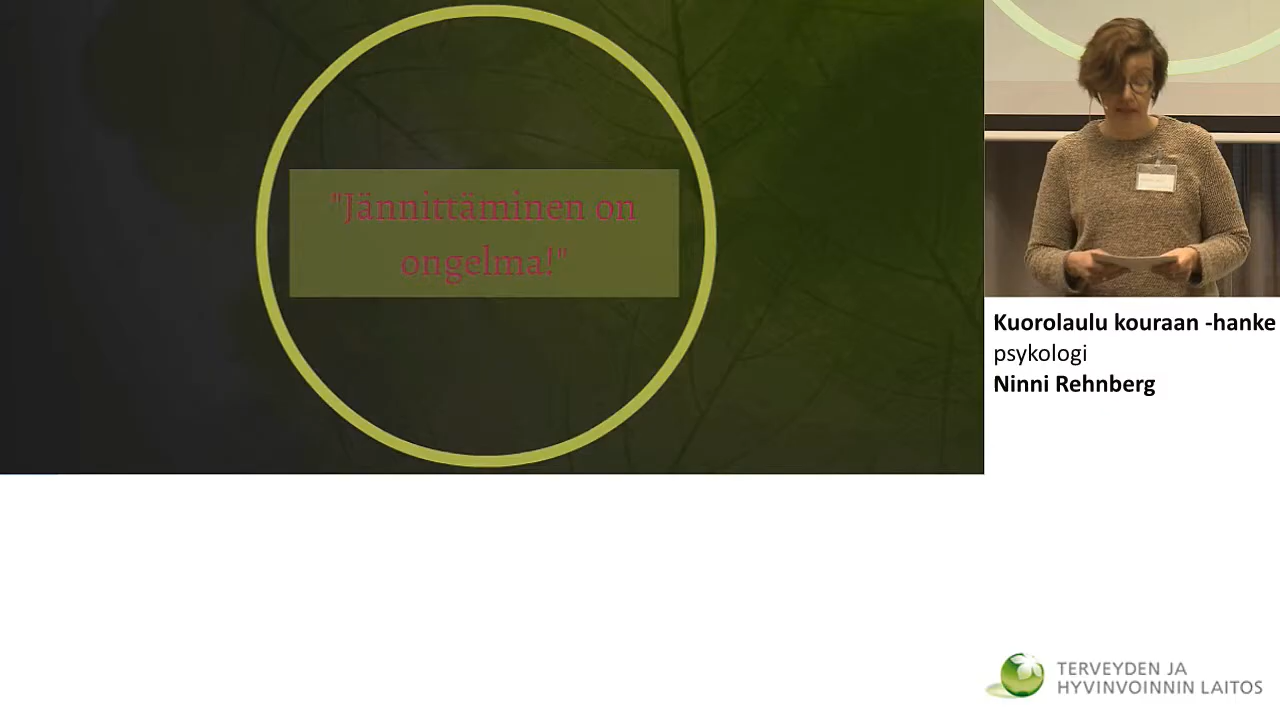 "Jännittäminen on
ongelma!"
Kuorolaulu kouraan -hanke
psykologi
Ninni Rehnberg
TERVEYDEN JA
HYVINVOINNIN LAITOS